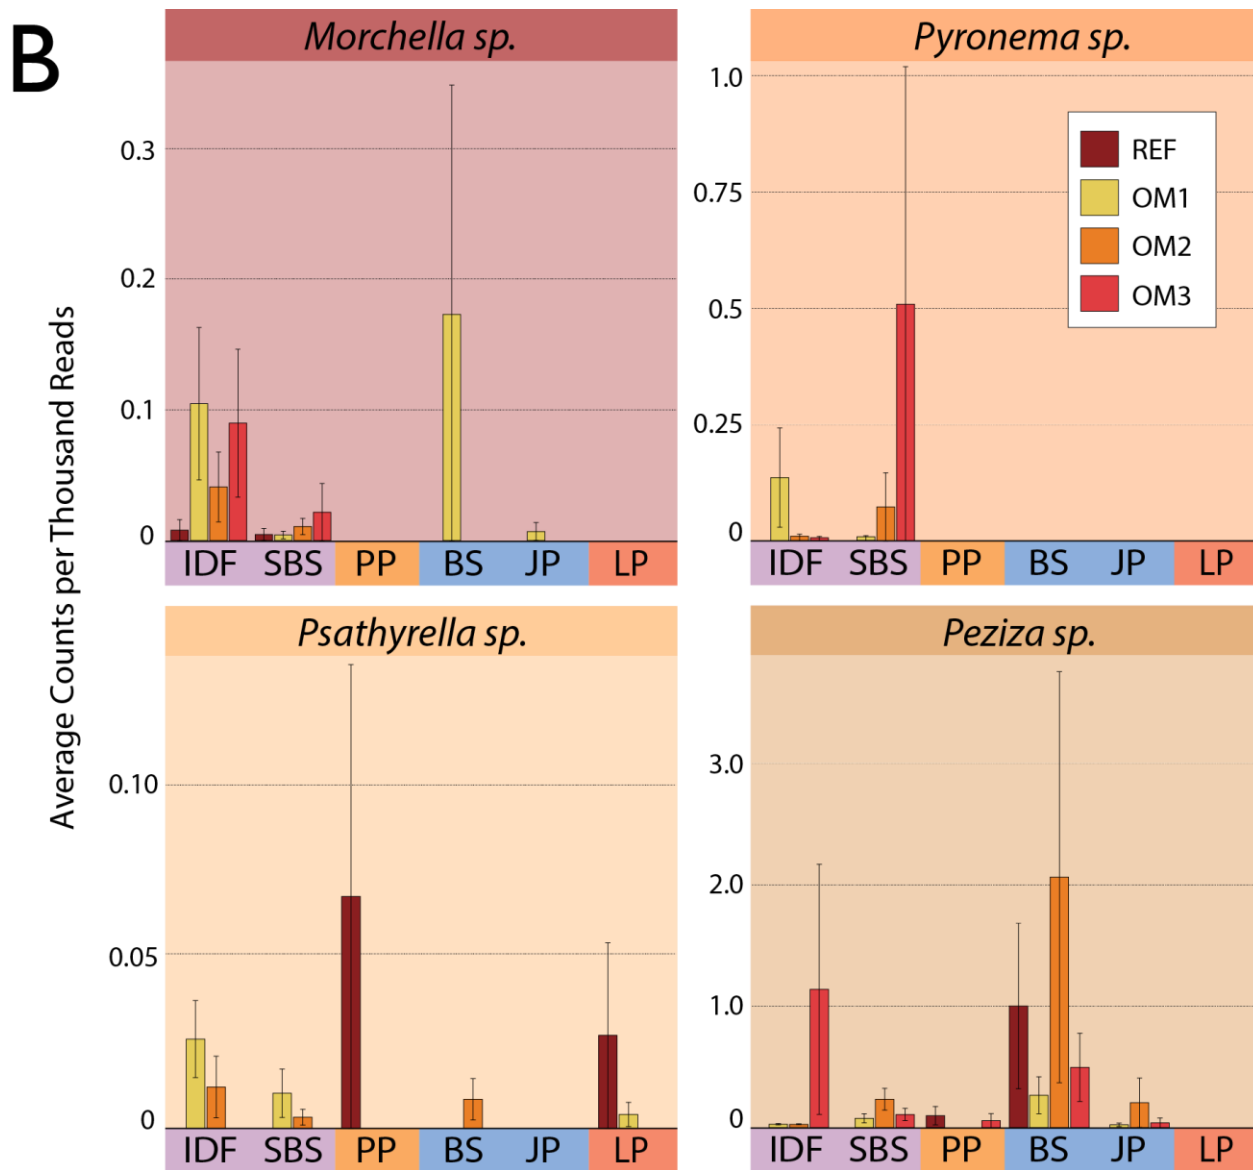 B
Average Counts per Thousand Reads
Morchella sp.
0.3
0.2
0.1
0
IDF SBS PP BS JP LP
Pyronema sp.
1.0
0.75
0.5
0.25
0
REF
OM1
OM2
OM3
IDF SBS PP BS JP LP
Psathyrella sp.
0.10
0.05
0
IDF SBS PP BS JP LP
Peziza sp.
3.0
2.0
1.0
0
IDF SBS PP BS JP LP